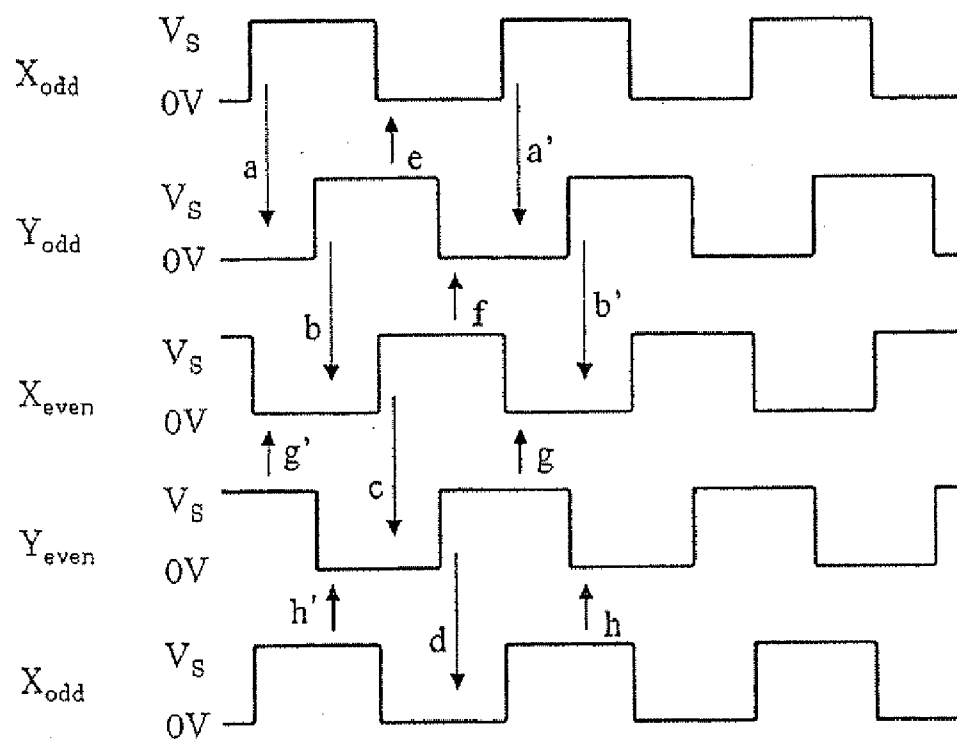 V_S
X_odd
0V
a
e
a'
V_S
Y_odd
0V
b
f
b'
V_S
X_even
0V
g'
c
g
V_S
Y_even
0V
h'
d
h
V_S
X_odd
0V